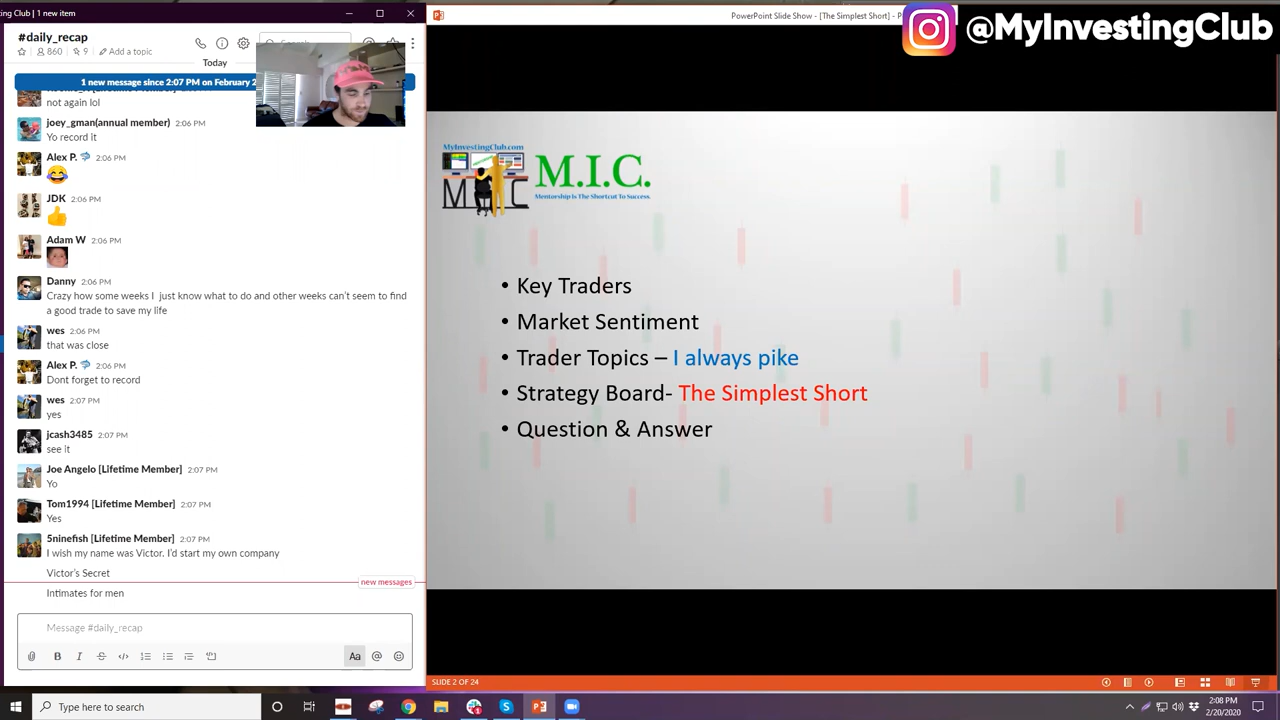 ting Club | 1 new item
#daily_recap
860
9
Add a topic
Today
1 new message since 2:07 PM on February 2
not again lol
joey_gman(annual member) 2:06 PM
Yo record it
Alex P. 2:06 PM
JDK 2:06 PM
Adam W 2:06 PM
Danny 2:06 PM
Crazy how some weeks I just know what to do and other weeks can't seem to find
a good trade to save my life
wes 2:06 PM
that was close
Alex P. 2:06 PM
Dont forget to record
wes 2:07 PM
yes
jcash3485 2:07 PM
see it
Joe Angelo [Lifetime Member] 2:07 PM
Yo
Tom1994 [Lifetime Member] 2:07 PM
Yes
5ninefish [Lifetime Member] 2:07 PM
I wish my name was Victor. I'd start my own company
Victor's Secret
new messages
Intimates for men
Message #daily_recap
B I S Aa @
PowerPoint Slide Show - [The Simplest Short] - P
@MyInvestingClub
MyInvestingClub.com
M.I.C.
Mentorship Is The Shortcut To Success.
• Key Traders
• Market Sentiment
• Trader Topics – I always pike
• Strategy Board- The Simplest Short
• Question & Answer
SLIDE 2 OF 24
Type here to search
2:08 PM
2/20/2020